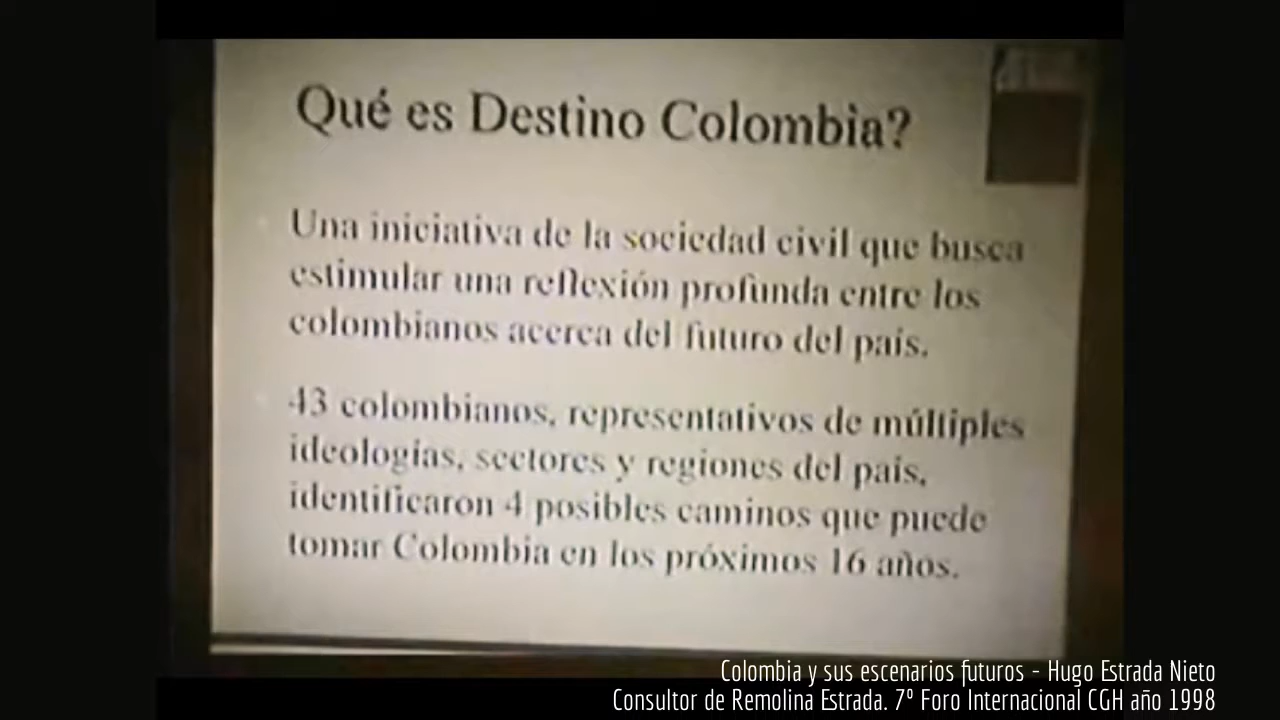 Qué es Destino Colombia?
Una iniciativa de la sociedad civil que busca
estimular una reflexión profunda entre los
colombianos acerca del futuro del país.
43 colombianos, representativos de múltiples
ideologías, sectores y regiones del país,
identificaron 4 posibles caminos que puede
tomar Colombia en los próximos 16 años.
Colombia y sus escenarios futuros - Hugo Estrada Nieto
Consultor de Remolina Estrada. 7º Foro Internacional CGH año 1998